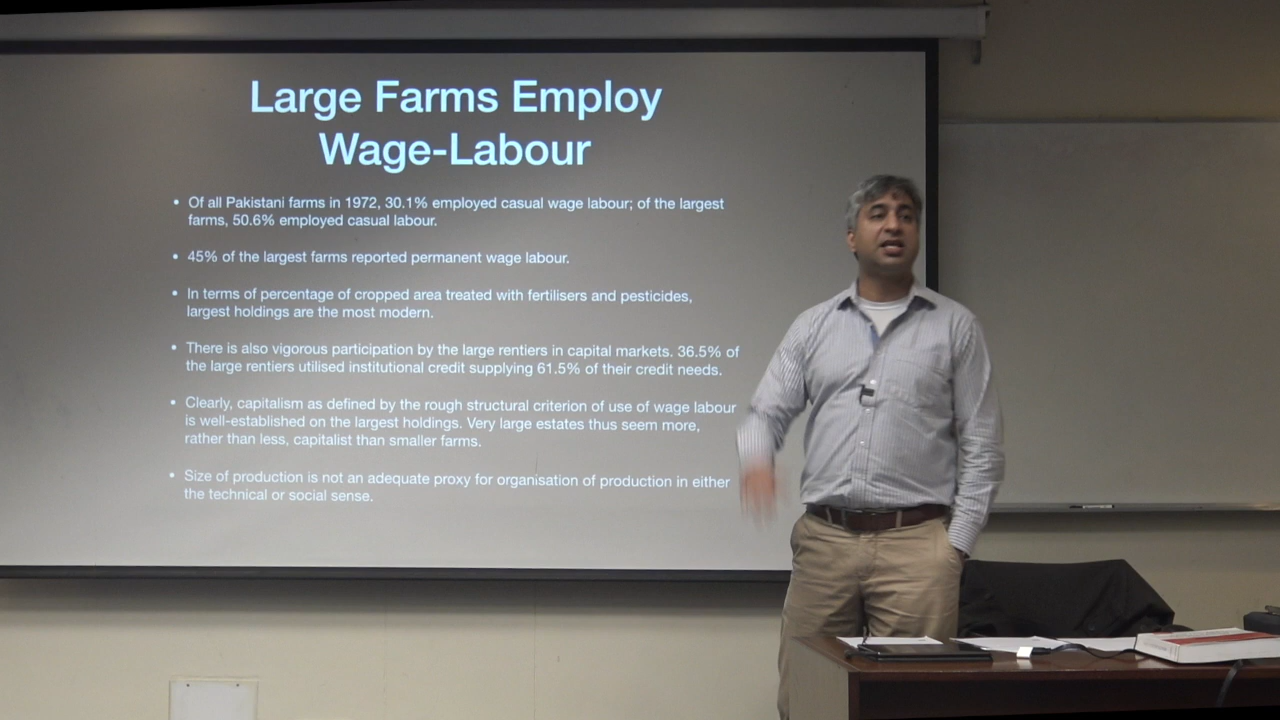 Large Farms Employ
Wage-Labour
• Of all Pakistani farms in 1972, 30.1% employed casual wage labour; of the largest
farms, 50.6% employed casual labour.
• 45% of the largest farms reported permanent wage labour.
• In terms of percentage of cropped area treated with fertilisers and pesticides,
largest holdings are the most modern.
• There is also vigorous participation by the large rentiers in capital markets. 36.5% of
the large rentiers utilised institutional credit supplying 61.5% of their credit needs.
• Clearly, capitalism as defined by the rough structural criterion of use of wage labour
is well-established on the largest holdings. Very large estates thus seem more,
rather than less, capitalist than smaller farms.
• Size of production is not an adequate proxy for organisation of production in either
the technical or social sense.